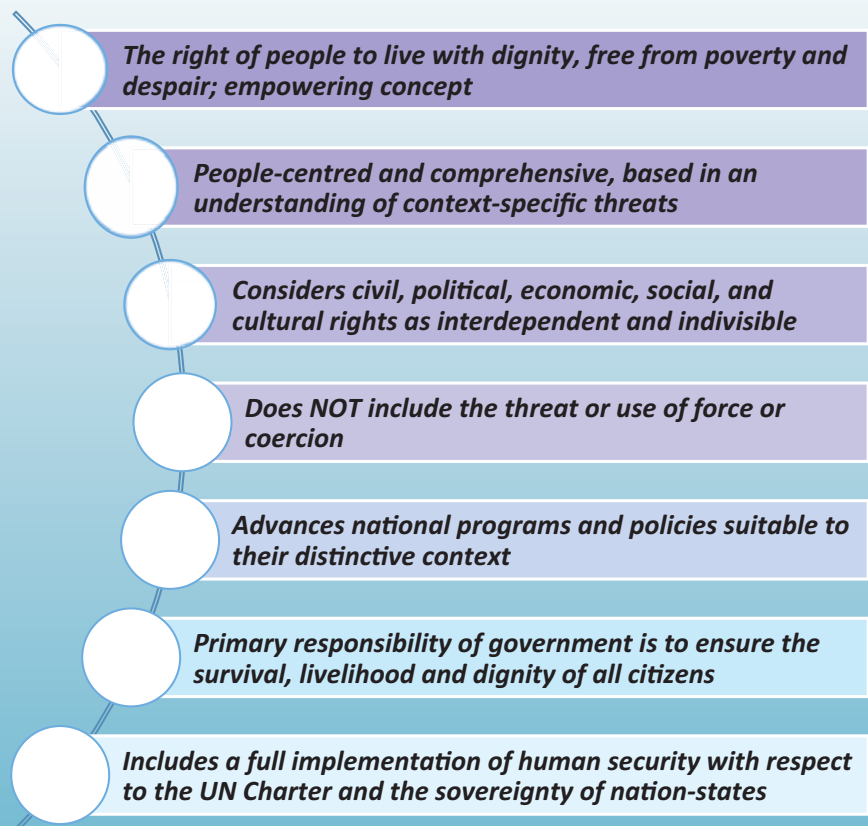 The right of people to live with dignity, free from poverty and
despair; empowering concept
People-centred and comprehensive, based in an
understanding of context-specific threats
Considers civil, political, economic, social, and
cultural rights as interdependent and indivisible
Does NOT include the threat or use of force or
coercion
Advances national programs and policies suitable to
their distinctive context
Primary responsibility of government is to ensure the
survival, livelihood and dignity of all citizens
Includes a full implementation of human security with respect
to the UN Charter and the sovereignty of nation-states